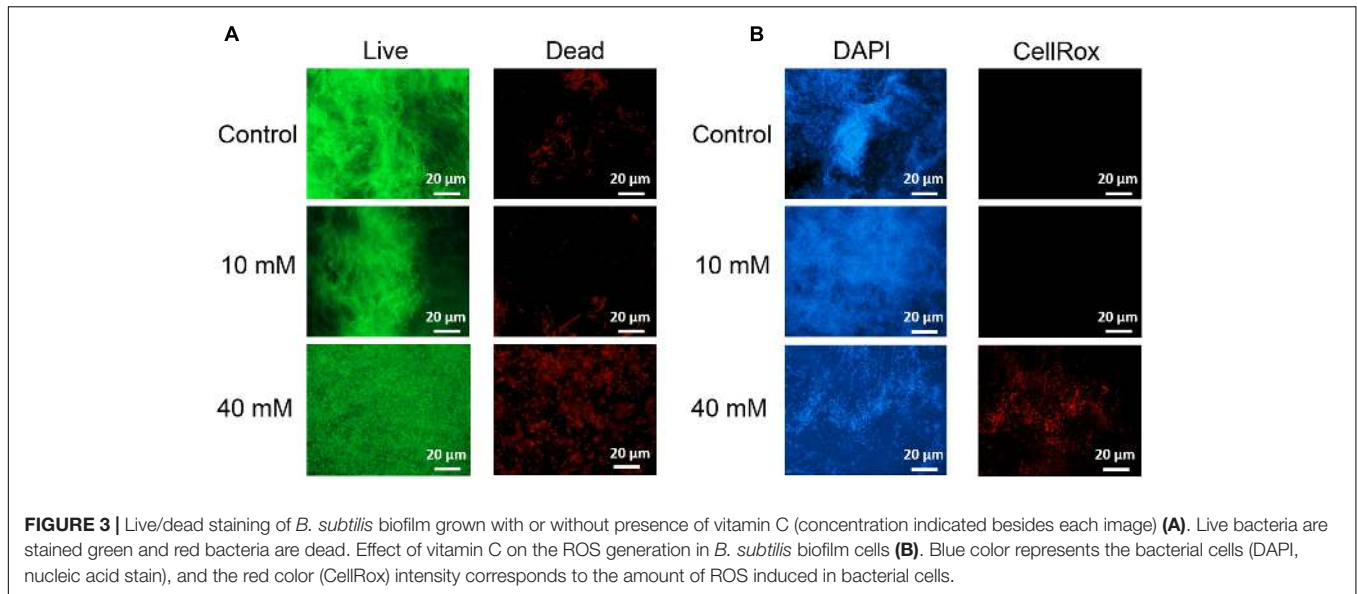 A
B
Live Dead DAPI CellRox
Control 20 µm 20 µm Control 20 µm 20 µm
10 mM 20 µm 20 µm 10 mM 20 µm 20 µm
40 mM 20 µm 20 µm 40 mM 20 µm 20 µm
FIGURE 3 | Live/dead staining of B. subtilis biofilm grown with or without presence of vitamin C (concentration indicated besides each image) (A). Live bacteria are
stained green and red bacteria are dead. Effect of vitamin C on the ROS generation in B. subtilis biofilm cells (B). Blue color represents the bacterial cells (DAPI,
nucleic acid stain), and the red color (CellRox) intensity corresponds to the amount of ROS induced in bacterial cells.